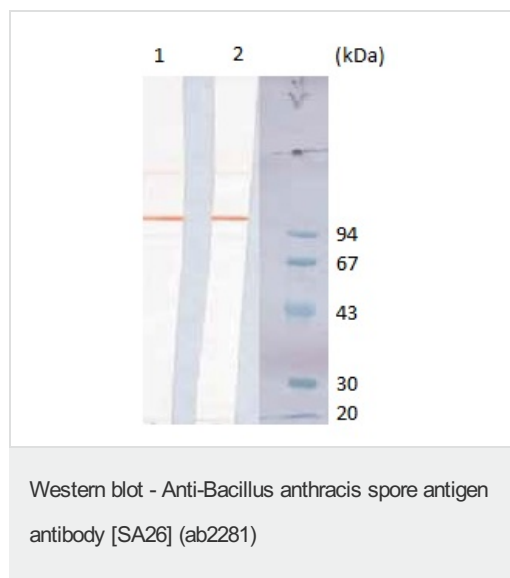 1 2 (kDa)
94
67
43
30
20
Western blot - Anti-Bacillus anthracis spore antigen
antibody [SA26] (ab2281)